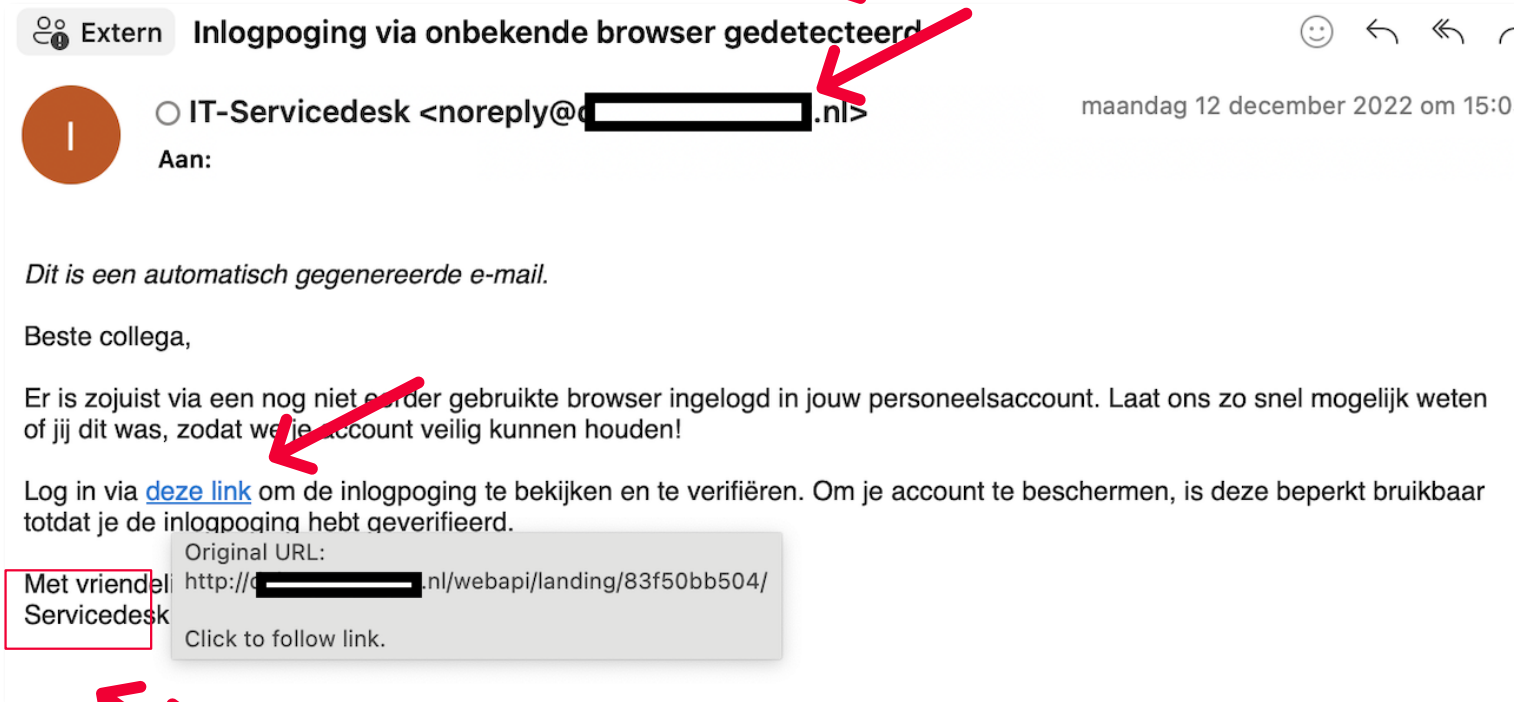 Extern Inlogpoging via onbekende browser gedetecteerd
IT-Servicedesk <noreply@ .nl>
maandag 12 december 2022 om 15:0
Aan:
Dit is een automatisch gegenereerde e-mail.
Beste collega,
Er is zojuist via een nog niet eerder gebruikte browser ingelogd in jouw personeelsaccount. Laat ons zo snel mogelijk weten
of jij dit was, zodat we je account veilig kunnen houden!
Log in via deze link om de inlogpoging te bekijken en te verifiëren. Om je account te beschermen, is deze beperkt bruikbaar
totdat je de inlogpoging hebt geverifieerd.
Original URL:
http:// .nl/webapi/landing/83f50bb504/
Click to follow link.
Met vriendeli
Servicedesk